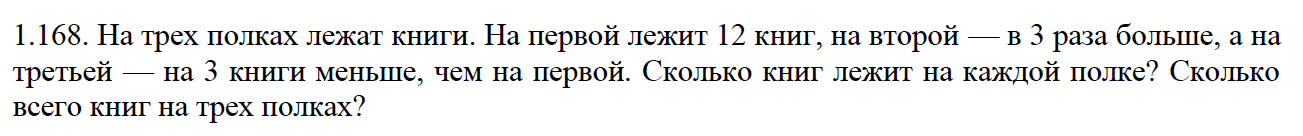 1.168. На трех полках лежат книги. На первой лежит 12 книг, на второй — в 3 раза больше, а на
третьей — на 3 книги меньше, чем на первой. Сколько книг лежит на каждой полке? Сколько
всего книг на трех полках?